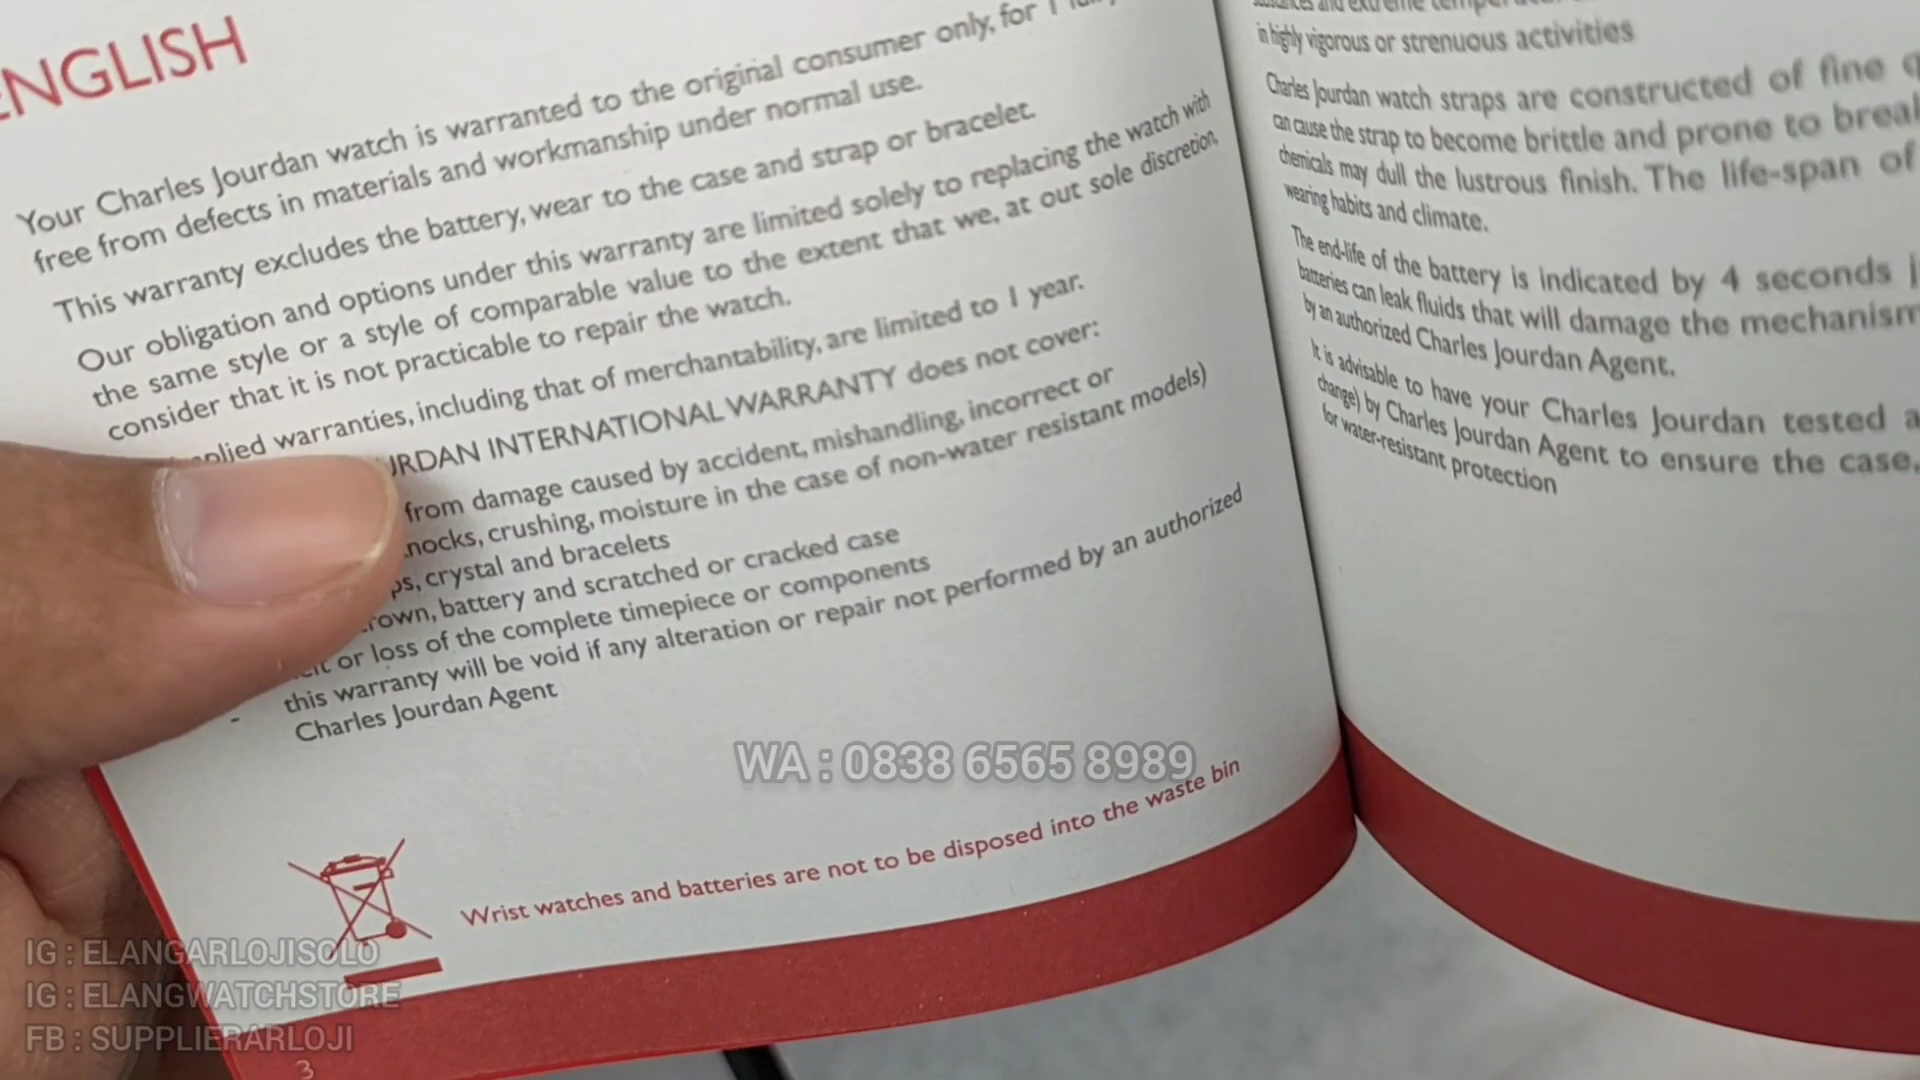 ENGLISH
Your Charles Jourdan watch is warranted to the original consumer only, for 1
free from defects in materials and workmanship under normal use.
This warranty excludes the battery, wear to the case and strap or bracelet.
Our obligation and options under this warranty are limited solely to replacing the watch with
the same style or a style of comparable value to the extent that we, at out sole discretion,
consider that it is not practicable to repair the watch.
warranties, including that of merchantability, are limited to 1 year.
INTERNATIONAL WARRANTY does not cover:
from damage caused by accident, mishandling, incorrect or
crushing, moisture in the case of non-water resistant models)
crystal and bracelets
battery and scratched or cracked case
or loss of the complete timepiece or components
- this warranty will be void if any alteration or repair not performed by an authorized
Charles Jourdan Agent
Wrist watches and batteries are not to be disposed into the waste bin
3
and extreme
in highly vigorous or strenuous activities
Charles Jourdan watch straps are constructed of fine
can cause the strap to become brittle and prone to
chemicals may dull the lustrous finish. The life-span of
wearing habits and climate.
The end-life of the battery is indicated by 4 seconds
batteries can leak fluids that will damage the mechanism
by an authorized Charles Jourdan Agent.
It is advisable to have your Charles Jourdan tested
change) by Charles Jourdan Agent to ensure the case,
for water-resistant protection
WA : 0838 6565 8989
IG : ELANGARLOJISOLO
IG : ELANGWATCHSTORE
FB : SUPPLIERARLOJI